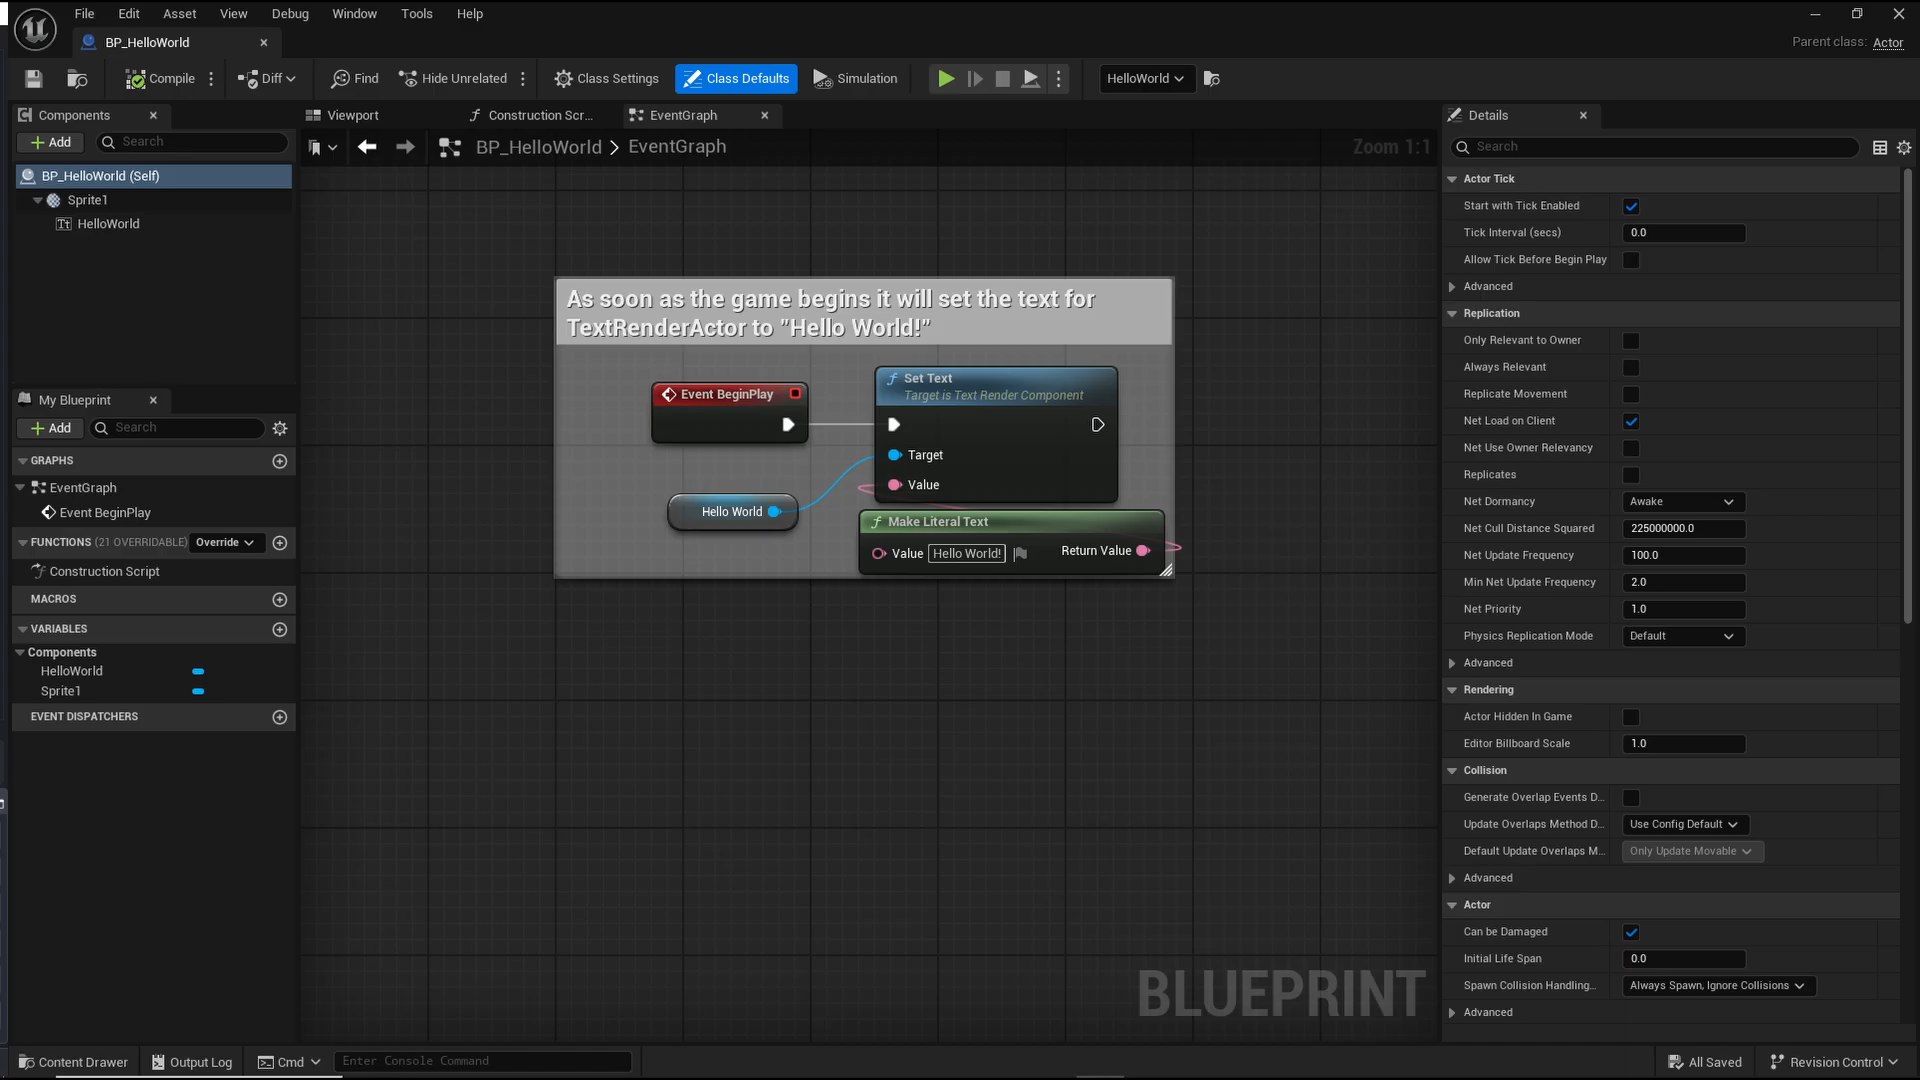 File Edit Asset View Debug Window Tools Help
BP_HelloWorld
Parent class: Actor
Compile Diff Find Hide Unrelated Class Settings Class Defaults Simulation HelloWorld
Components
Add Search
BP_HelloWorld (Self)
Sprite1
HelloWorld
My Blueprint
Add Search
GRAPHS
EventGraph
Event BeginPlay
FUNCTIONS (21 OVERRIDABLE) Override
Construction Script
MACROS
VARIABLES
Components
HelloWorld
Sprite1
EVENT DISPATCHERS
Viewport Construction Scr... EventGraph
BP_HelloWorld > EventGraph Zoom 1:1
As soon as the game begins it will set the text for
TextRenderActor to "Hello World!"
Event BeginPlay
Set Text
Target is Text Render Component
Target
Value
Hello World
Make Literal Text
Value Hello World! Return Value
BLUEPRINT
Details
Search
Actor Tick
Start with Tick Enabled
Tick Interval (secs) 0.0
Allow Tick Before Begin Play
Advanced
Replication
Only Relevant to Owner
Always Relevant
Replicate Movement
Net Load on Client
Net Use Owner Relevancy
Replicates
Net Dormancy Awake
Net Cull Distance Squared 225000000.0
Net Update Frequency 100.0
Min Net Update Frequency 2.0
Net Priority 1.0
Physics Replication Mode Default
Advanced
Rendering
Actor Hidden In Game
Editor Billboard Scale 1.0
Collision
Generate Overlap Events D...
Update Overlaps Method D... Use Config Default
Default Update Overlaps M... Only Update Movable
Advanced
Actor
Can be Damaged
Initial Life Span 0.0
Spawn Collision Handling... Always Spawn, Ignore Collisions
Advanced
Content Drawer Output Log Cmd Enter Console Command All Saved Revision Control